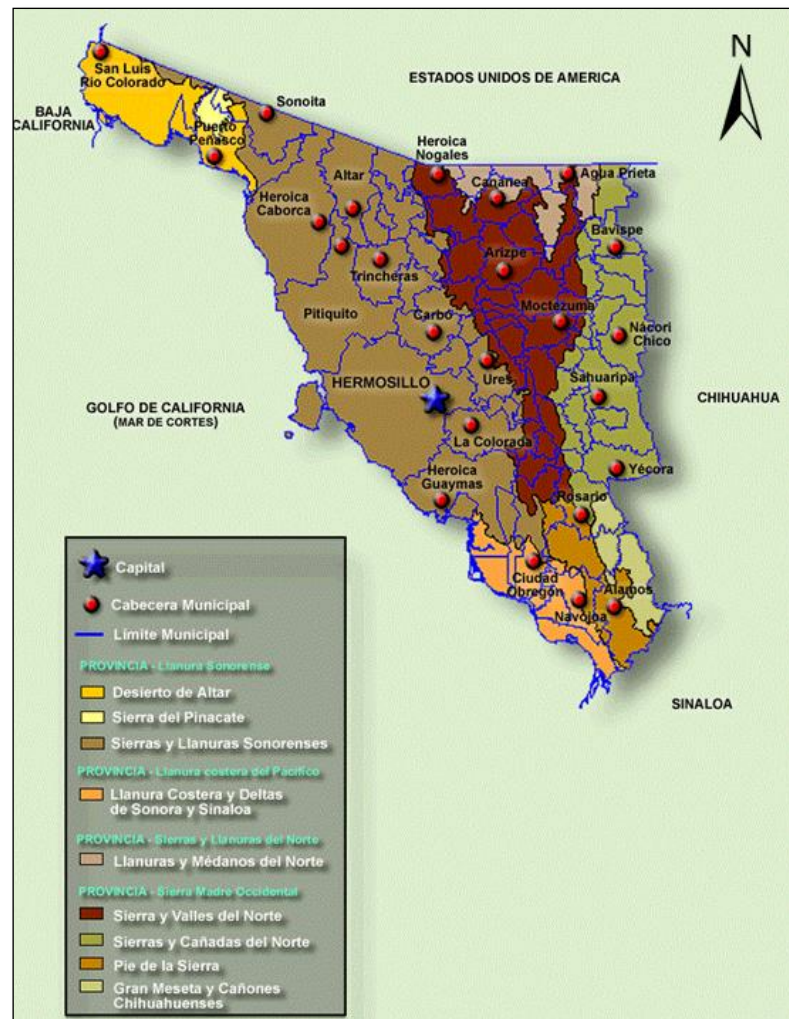 N
ESTADOS UNIDOS DE AMERICA
San Luis
Rio Colorado
BAJA
CALIFORNIA
Sonoita
Puerto
Peñasco
Heroica
Nogales
Agua Prieta
Cananea
Altar
Heroica
Caborca
Bavispe
Arizpe
Trincheras
Pitiquito
Carbó
Moctezuma
Nácori
Chico
Ures
Sahuaripa
HERMOSILLO
CHIHUAHUA
GOLFO DE CALIFORNIA
(MAR DE CORTES)
La Colorada
Heroica
Guaymas
Yécora
Rosario
Ciudad
Obregón
Navojoa
Alamos
SINALOA
Capital
Cabecera Municipal
Límite Municipal
PROVINCIA - Llanura Sonorense
Desierto de Altar
Sierra del Pinacate
Sierras y Llanuras Sonorenses
PROVINCIA - Llanura costera del Pacífico
Llanura Costera y Deltas
de Sonora y Sinaloa
PROVINCIA - Sierras y Llanuras del Norte
Llanuras y Médanos del Norte
PROVINCIA - Sierra Madre Occidental
Sierra y Valles del Norte
Sierras y Cañadas del Norte
Pie de la Sierra
Gran Meseta y Cañones
Chihuahuenses